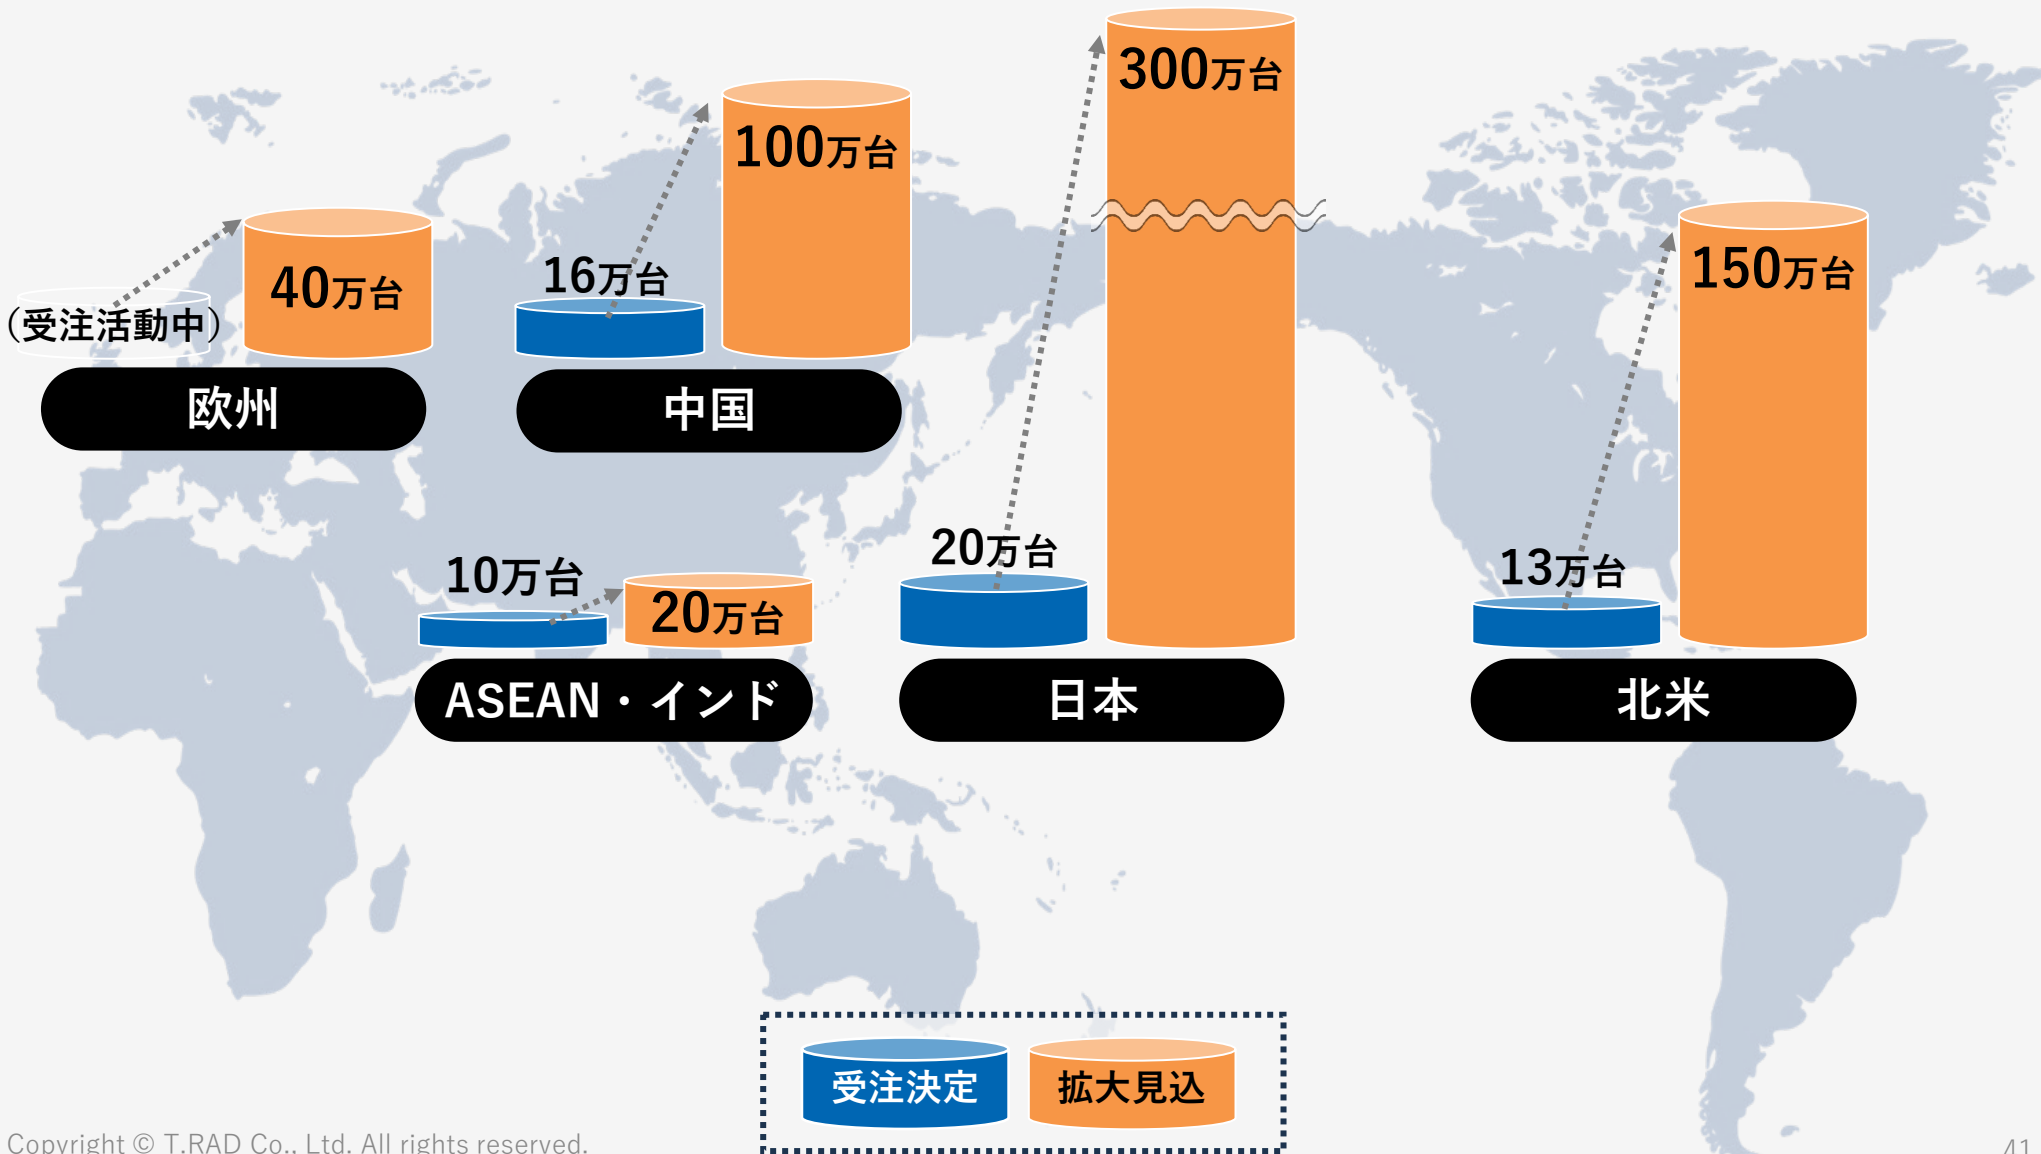 300万台
100万台
150万台
16万台
40万台
（受注活動中）
欧州
中国
20万台
13万台
10万台
20万台
ASEAN・インド
日本
北米
受注決定
拡大見込
Copyright © T.RAD Co., Ltd. All rights reserved.
41